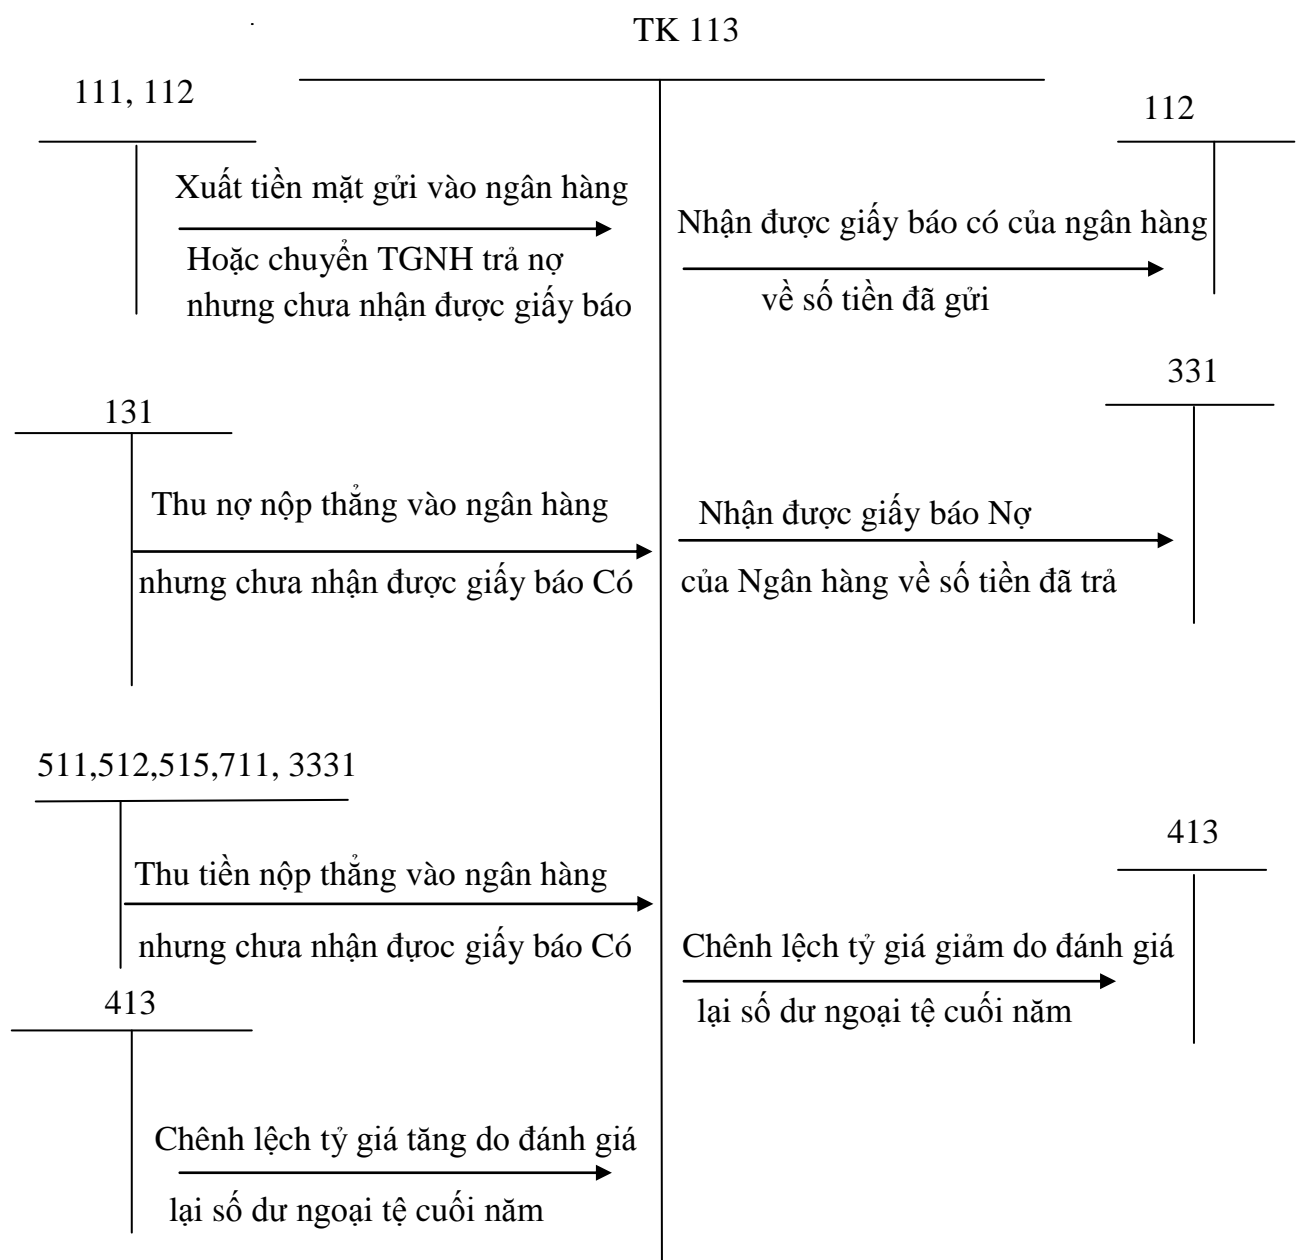 TK 113
111, 112
Xuất tiền mặt gửi vào ngân hàng
Hoặc chuyển TGNH trả nợ
nhưng chưa nhận được giấy báo
112
Nhận được giấy báo có của ngân hàng
về số tiền đã gửi
131
Thu nợ nộp thẳng vào ngân hàng
nhưng chưa nhận được giấy báo Có
331
Nhận được giấy báo Nợ
của Ngân hàng về số tiền đã trả
511,512,515,711, 3331
Thu tiền nộp thẳng vào ngân hàng
nhưng chưa nhận đựoc giấy báo Có
413
Chênh lệch tỷ giá giảm do đánh giá
lại số dư ngoại tệ cuối năm
413
Chênh lệch tỷ giá tăng do đánh giá
lại số dư ngoại tệ cuối năm